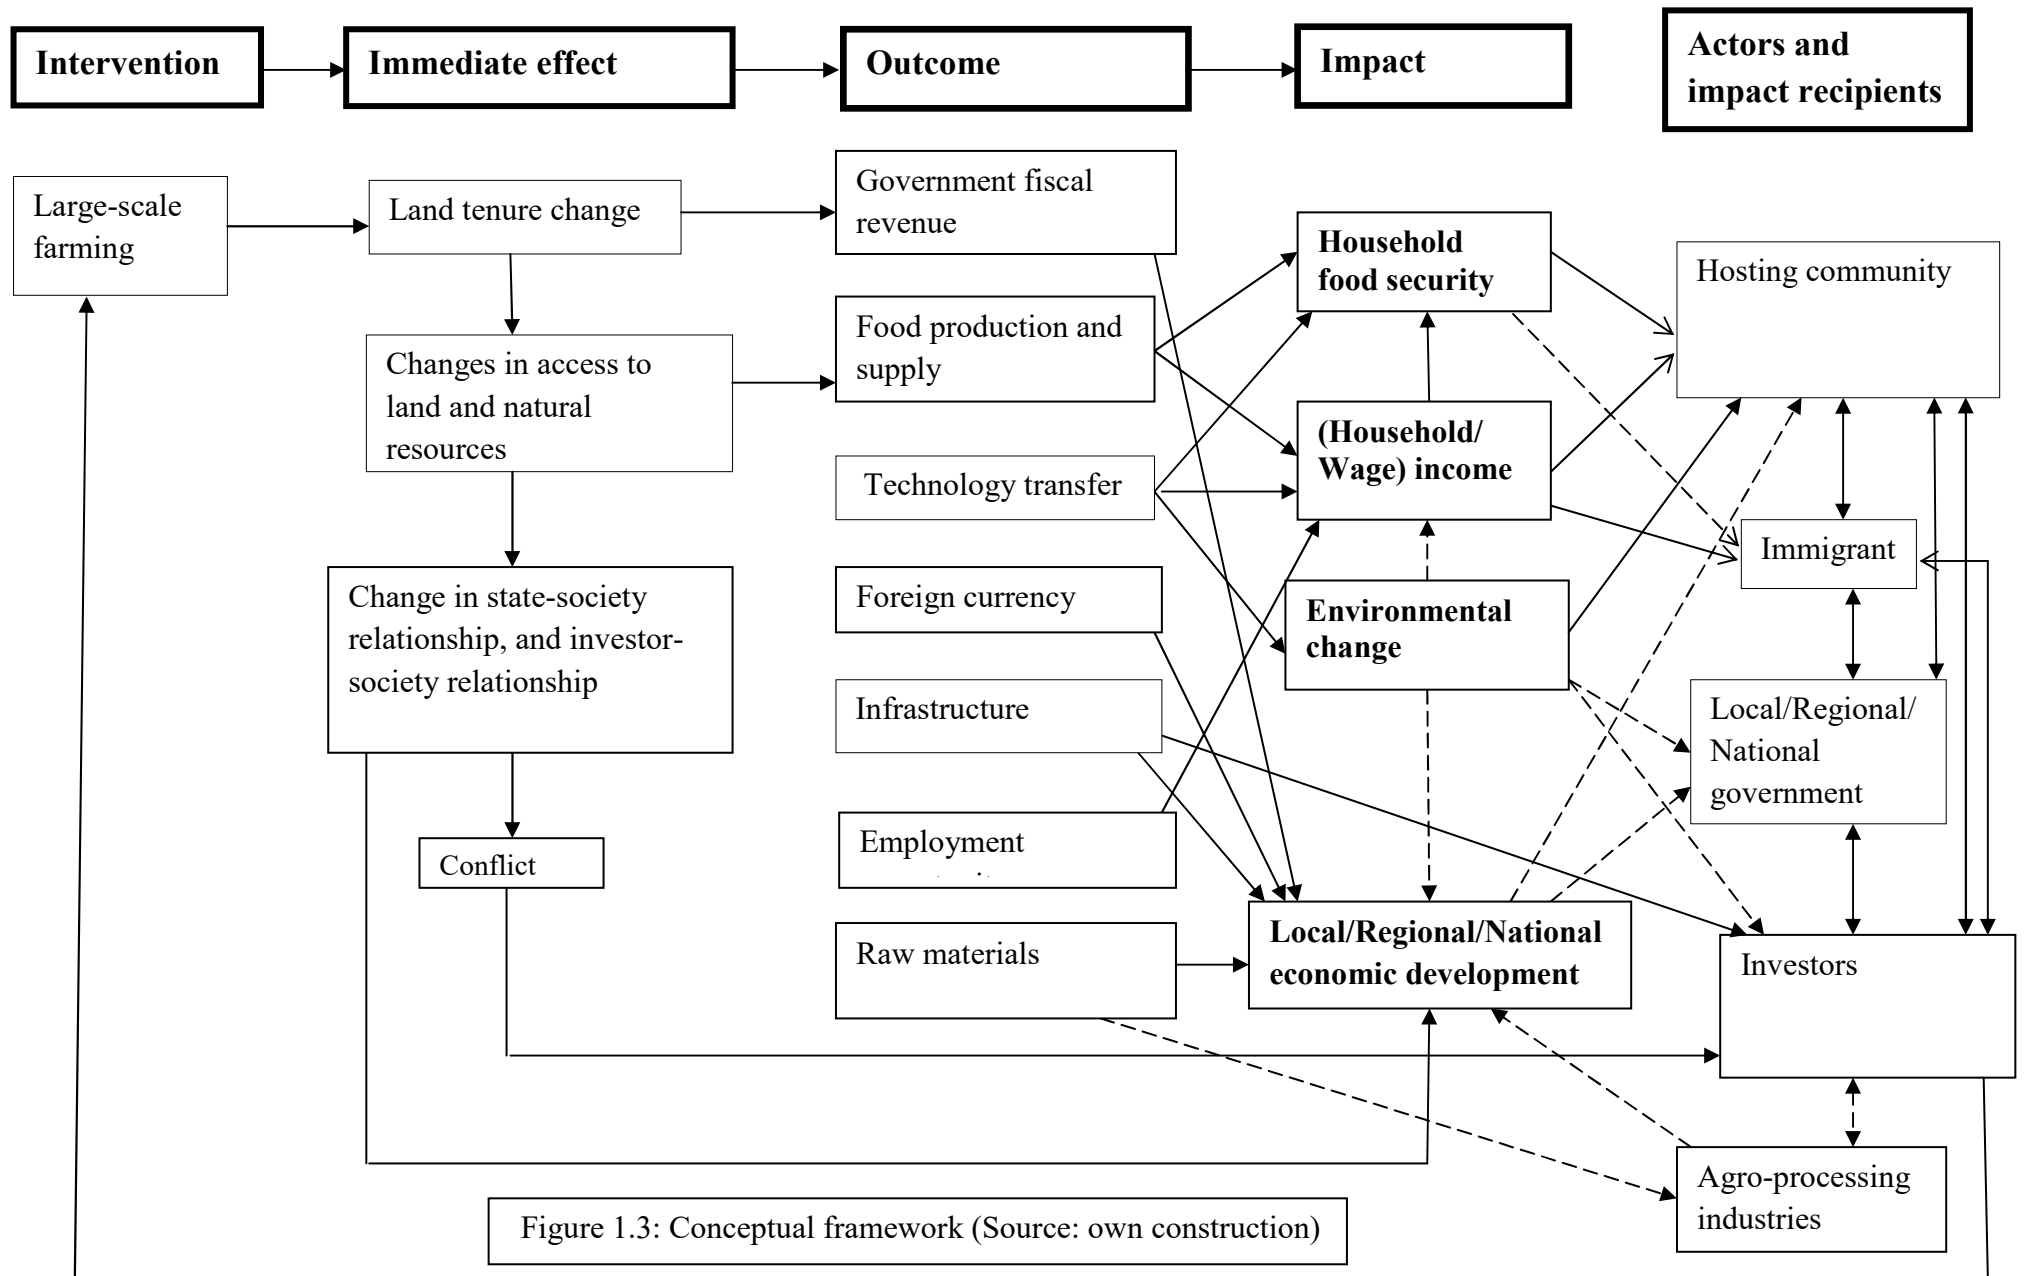 Intervention
Immediate effect
Outcome
Impact
Actors and
impact recipients
Large-scale
farming
Land tenure change
Changes in access to
land and natural
resources
Change in state-society
relationship, and investor-
society relationship
Conflict
Government fiscal
revenue
Food production and
supply
Technology transfer
Foreign currency
Infrastructure
Employment
Raw materials
Household
food security
(Household/
Wage) income
Environmental
change
Local/Regional/National
economic development
Hosting community
Immigrant
Local/Regional/
National
government
Investors
Agro-processing
industries
Figure 1.3: Conceptual framework (Source: own construction)